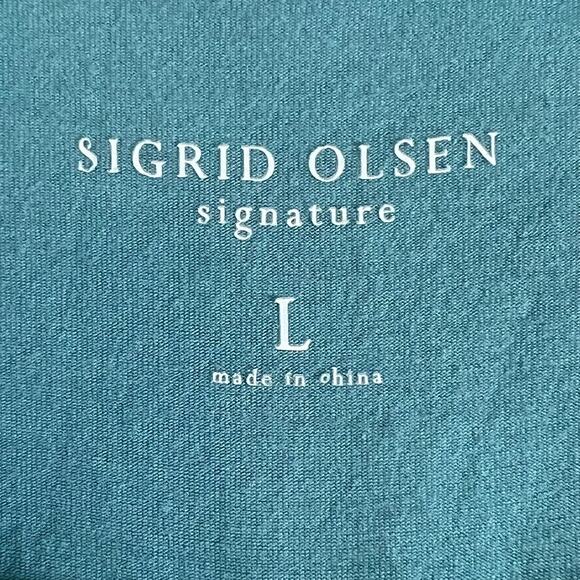 SIGRID OLSEN
signature
L
made in china